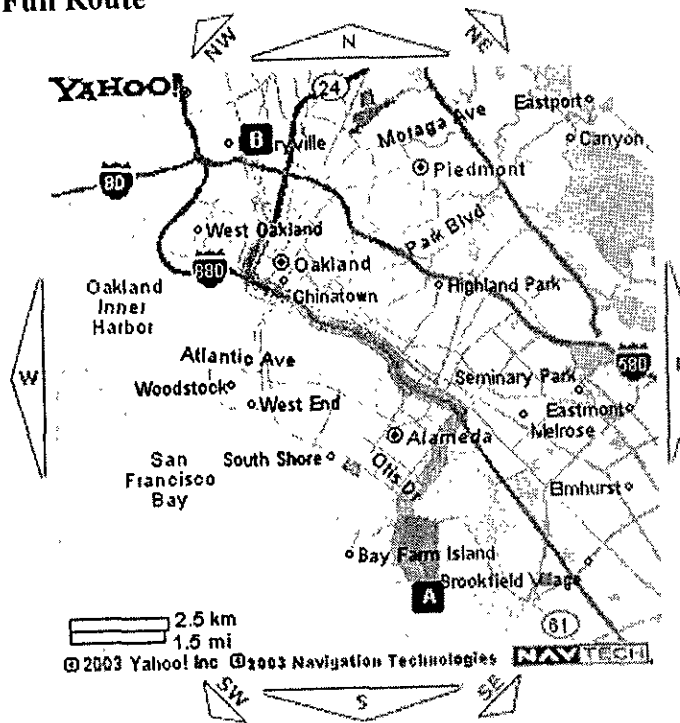 Full Route
NW
N
NE
YAHOO!
24
Eastport
Moraga Ave
Canyon
B
ryville
Piedmont
80
Park Blvd
West Oakland
Oakland
880
Highland Park
Chinatown
Oakland
Inner
Harbor
W
Atlantic Ave
580
Seminary Park
Woodstock
West End
Eastmont
Melrose
Alameda
South Shore
Otis Dr
San
Francisco
Bay
Elmhurst
Bay Farm Island
Brookfield Village
A
2.5 km
1.5 mi
61
©2003 Yahoo! Inc ©2003 Navigation Technologies NAVTECH
SW
S
SE